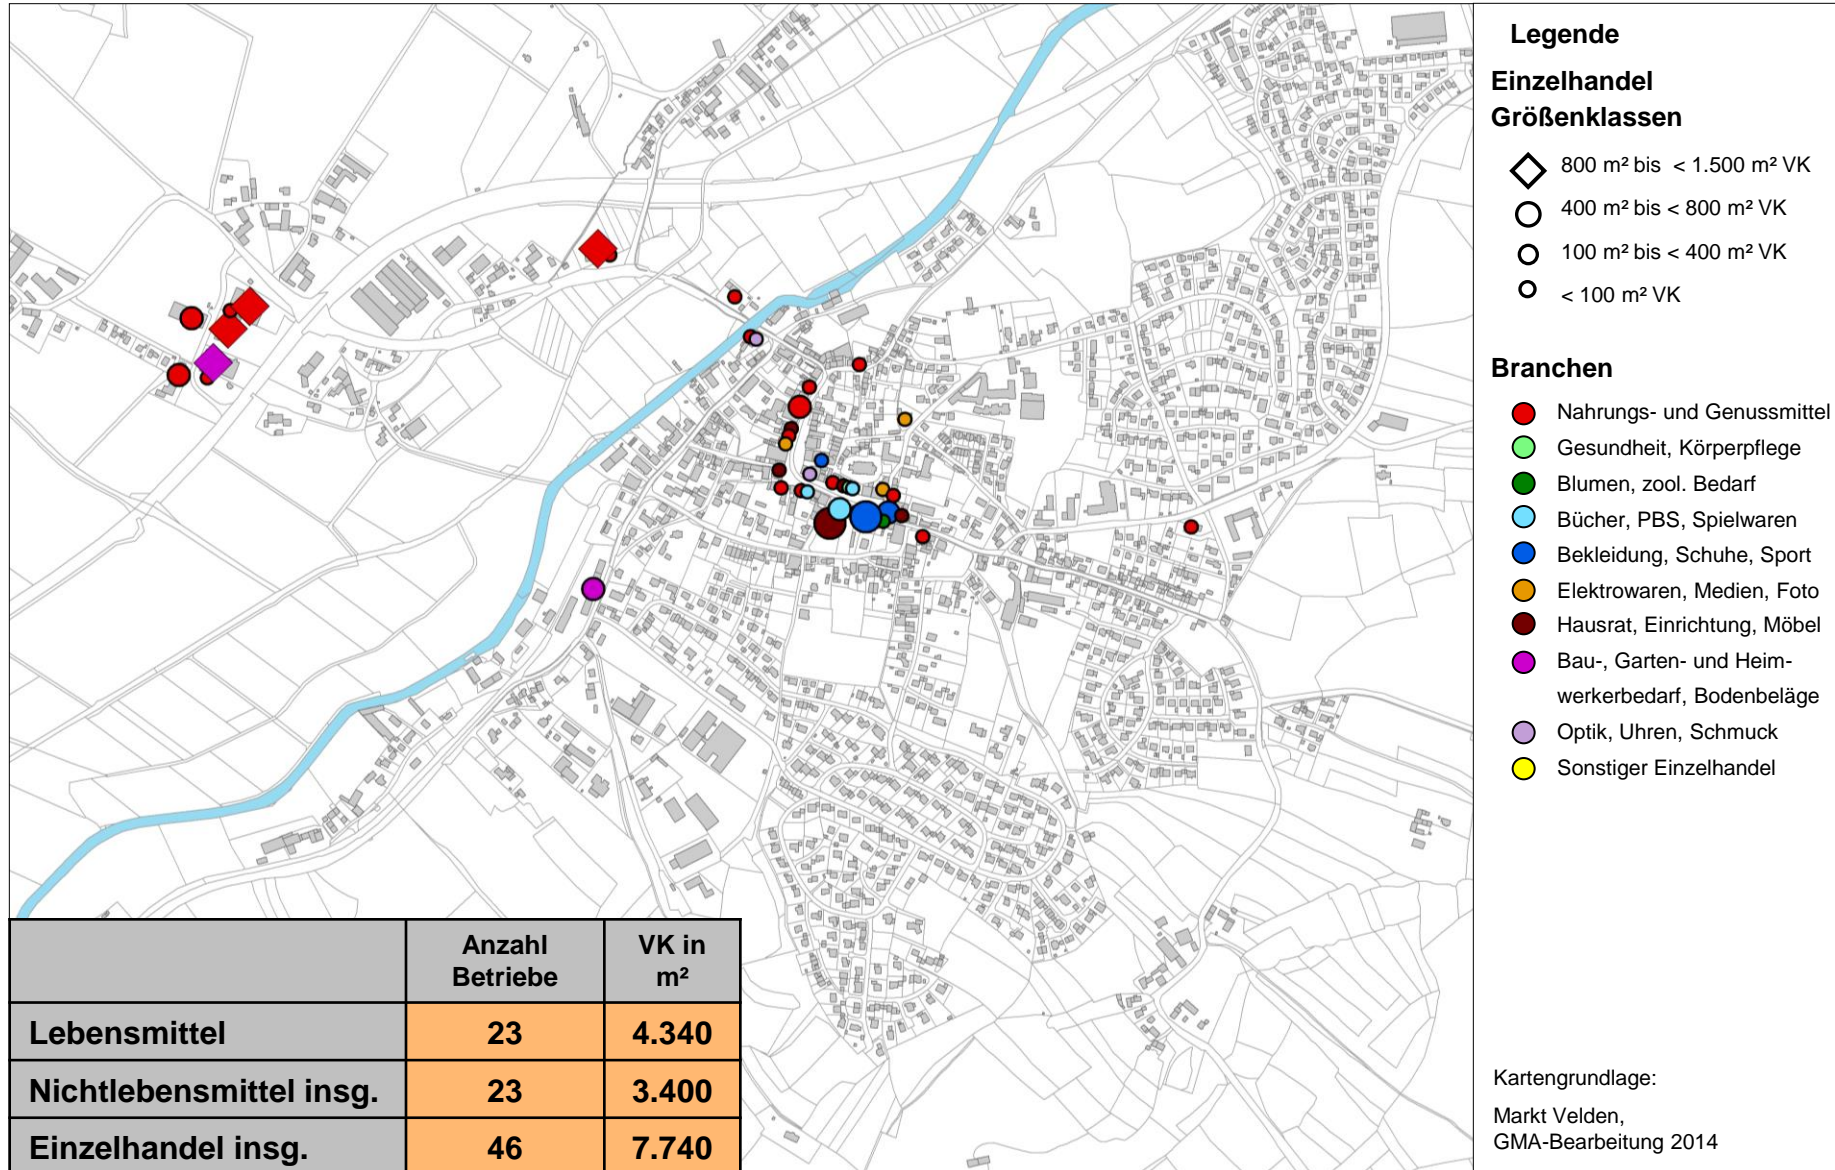 Legende
Einzelhandel
Größenklassen
800 m² bis < 1.500 m² VK
400 m² bis < 800 m² VK
100 m² bis < 400 m² VK
< 100 m² VK
Branchen
Nahrungs- und Genussmittel
Gesundheit, Körperpflege
Blumen, zool. Bedarf
Bücher, PBS, Spielwaren
Bekleidung, Schuhe, Sport
Elektrowaren, Medien, Foto
Hausrat, Einrichtung, Möbel
Bau-, Garten- und Heim-
werkerbedarf, Bodenbeläge
Optik, Uhren, Schmuck
Sonstiger Einzelhandel
Anzahl VK in
Betriebe m²
Lebensmittel 23 4.340
Nichtlebensmittel insg. 23 3.400
Einzelhandel insg. 46 7.740
Kartengrundlage:
Markt Velden,
GMA-Bearbeitung 2014